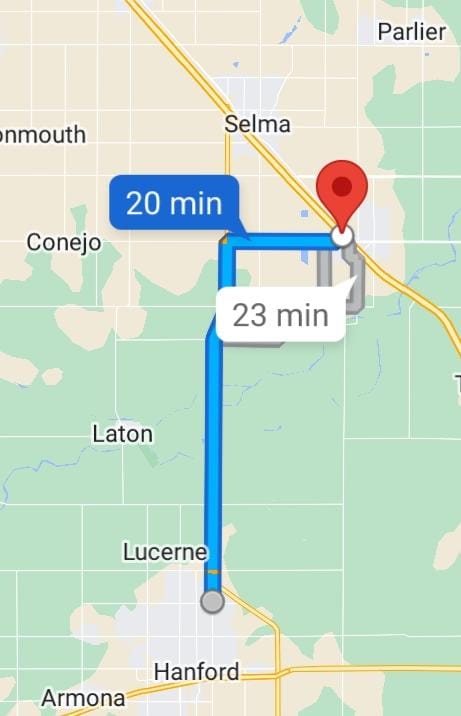 Parlier
Selma
onmouth
20 min
Conejo
23 min
T
Laton
Lucerne
Hanford
Armona